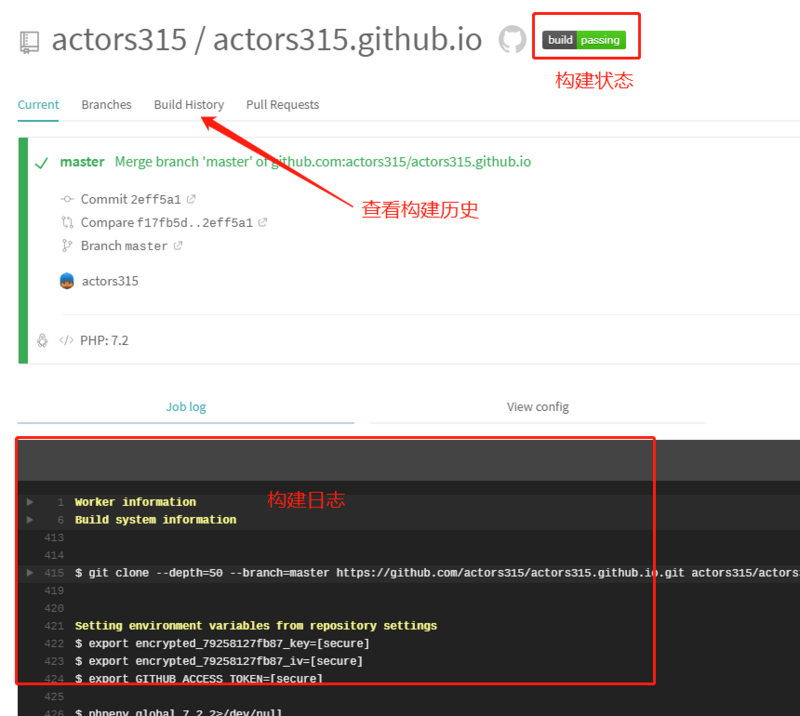 actors315 / actors315.github.io build passing
构建状态
Current Branches Build History Pull Requests
master Merge branch 'master' of github.com:actors315/actors315.github.io
Commit 2eff5a1
查看构建历史
Compare f17fb5d..2eff5a1
Branch master
actors315
PHP: 7.2
Job log View config
构建日志
1 Worker information
6 Build system information
413
414
415 $ git clone --depth=50 --branch=master https://github.com/actors315/actors315.github.io.git actors315/actors
419
420
421 Setting environment variables from repository settings
422 $ export encrypted_79258127fb87_key=[secure]
423 $ export encrypted_79258127fb87_iv=[secure]
424 $ export GITHUB_ACCESS_TOKEN=[secure]
425
426 $ phpenv global 7.2 2>/dev/null